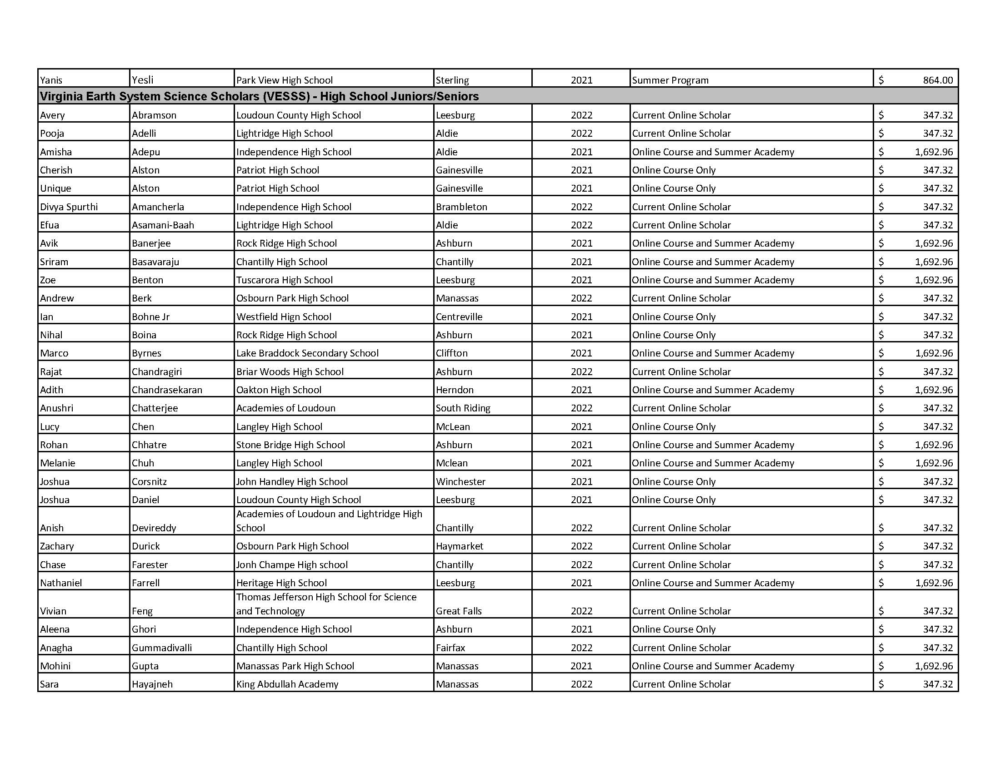 Yanis Yesli Park View High School Sterling 2021 Summer Program $ 864.00
Virginia Earth System Science Scholars (VESSS) - High School Juniors/Seniors
Avery Abramson Loudoun County High School Leesburg 2022 Current Online Scholar $ 347.32
Pooja Adelli Lightridge High School Aldie 2022 Current Online Scholar $ 347.32
Amisha Adepu Independence High School Aldie 2021 Online Course and Summer Academy $ 1,692.96
Cherish Alston Patriot High School Gainesville 2021 Online Course Only $ 347.32
Unique Alston Patriot High School Gainesville 2021 Online Course Only $ 347.32
Divya Spurthi Amancherla Independence High School Brambleton 2022 Current Online Scholar $ 347.32
Efua Asamani-Baah Lightridge High School Aldie 2022 Current Online Scholar $ 347.32
Avik Banerjee Rock Ridge High School Ashburn 2021 Online Course and Summer Academy $ 1,692.96
Sriram Basavaraju Chantilly High School Chantilly 2021 Online Course and Summer Academy $ 1,692.96
Zoe Benton Tuscarora High School Leesburg 2021 Online Course and Summer Academy $ 1,692.96
Andrew Berk Osbourn Park High School Manassas 2022 Current Online Scholar $ 347.32
Ian Bohne Jr Westfield Hign School Centreville 2021 Online Course Only $ 347.32
Nihal Boina Rock Ridge High School Ashburn 2021 Online Course Only $ 347.32
Marco Byrnes Lake Braddock Secondary School Cliffton 2021 Online Course and Summer Academy $ 1,692.96
Rajat Chandragiri Briar Woods High School Ashburn 2022 Current Online Scholar $ 347.32
Adith Chandrasekaran Oakton High School Herndon 2021 Online Course and Summer Academy $ 1,692.96
Anushri Chatterjee Academies of Loudoun South Riding 2022 Current Online Scholar $ 347.32
Lucy Chen Langley High School McLean 2021 Online Course Only $ 347.32
Rohan Chhatre Stone Bridge High School Ashburn 2021 Online Course and Summer Academy $ 1,692.96
Melanie Chuh Langley High School Mclean 2021 Online Course and Summer Academy $ 1,692.96
Joshua Corsnitz John Handley High School Winchester 2021 Online Course Only $ 347.32
Joshua Daniel Loudoun County High School Leesburg 2021 Online Course Only $ 347.32
Academies of Loudoun and Lightridge High
Anish Devireddy School Chantilly 2022 Current Online Scholar $ 347.32
Zachary Durick Osbourn Park High School Haymarket 2022 Current Online Scholar $ 347.32
Chase Farester Jonh Champe High school Chantilly 2022 Current Online Scholar $ 347.32
Nathaniel Farrell Heritage High School Leesburg 2021 Online Course and Summer Academy $ 1,692.96
Thomas Jefferson High School for Science
Vivian Feng and Technology Great Falls 2022 Current Online Scholar $ 347.32
Aleena Ghori Independence High School Ashburn 2021 Online Course Only $ 347.32
Anagha Gummadivalli Chantilly High School Fairfax 2022 Current Online Scholar $ 347.32
Mohini Gupta Manassas Park High School Manassas 2021 Online Course and Summer Academy $ 1,692.96
Sara Hayajneh King Abdullah Academy Manassas 2022 Current Online Scholar $ 347.32